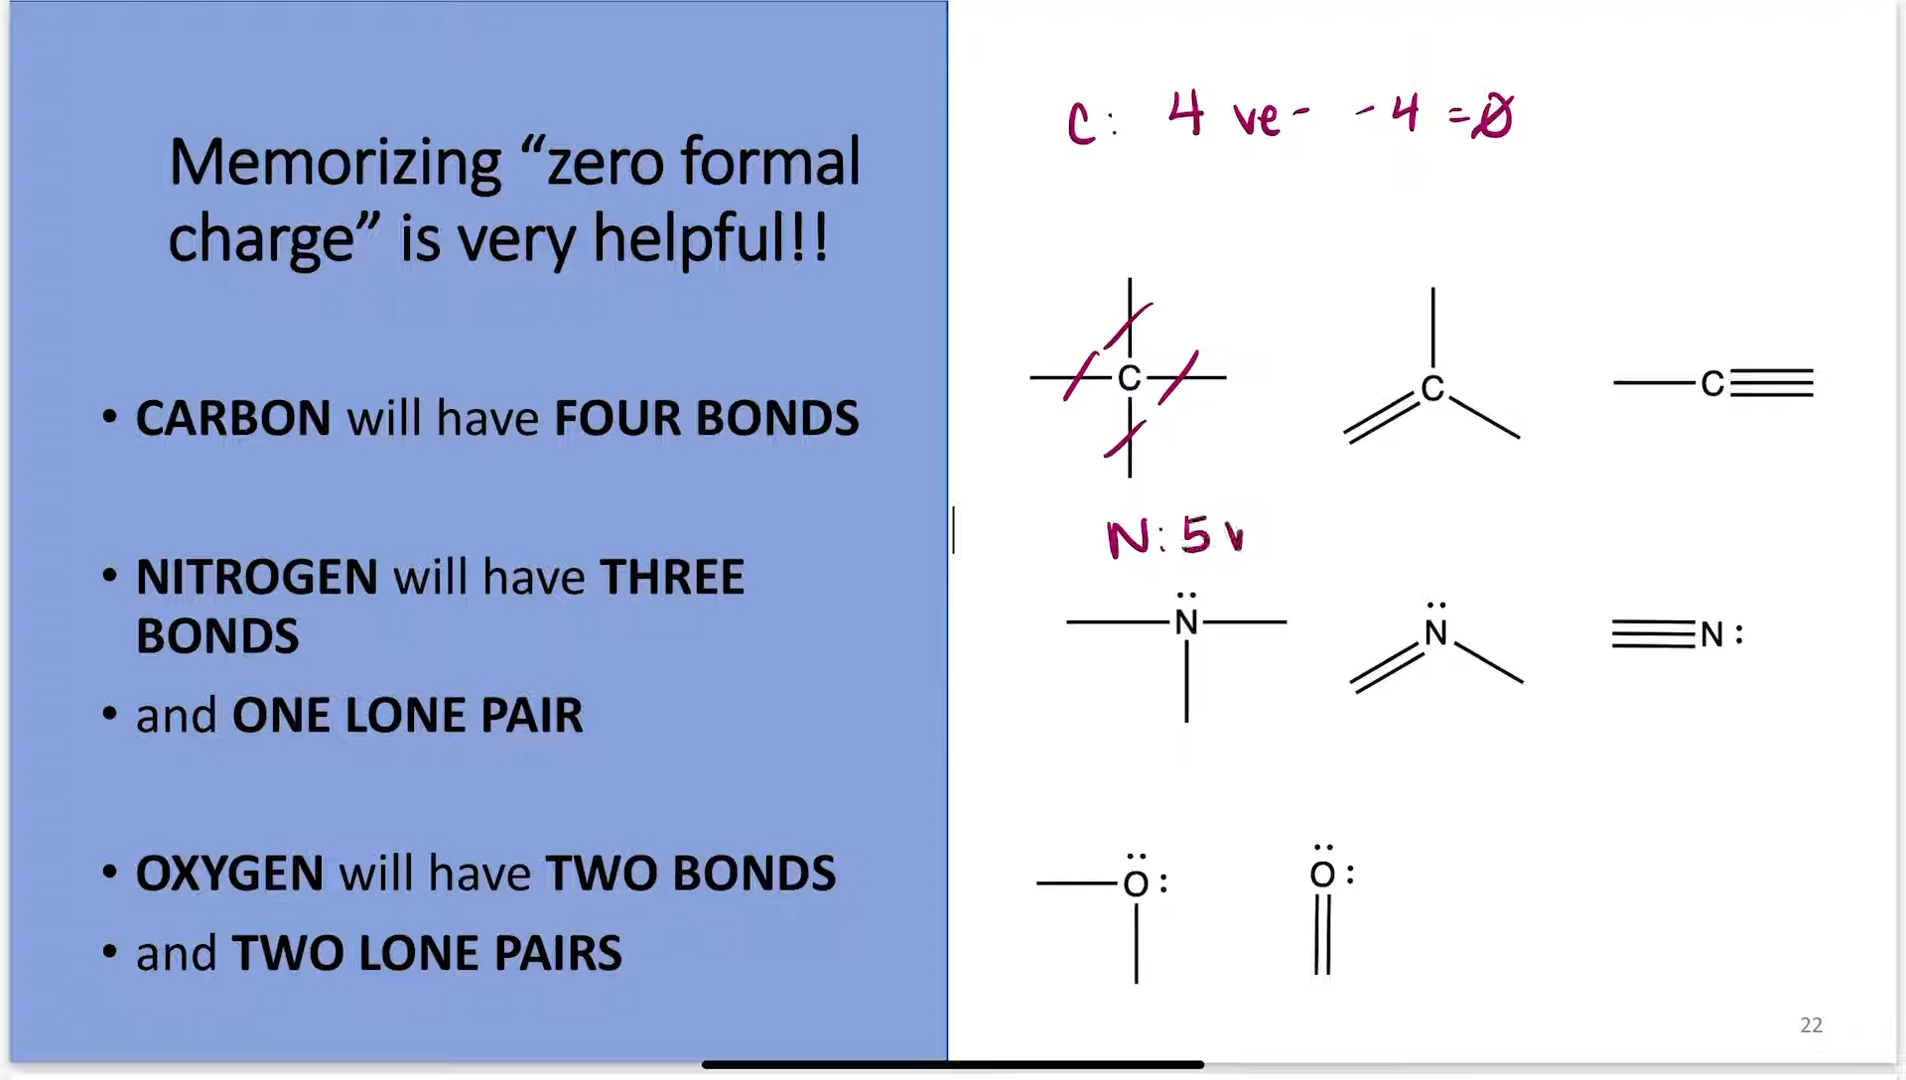 Memorizing “zero formal
charge” is very helpful!!
• CARBON will have FOUR BONDS
• NITROGEN will have THREE
BONDS
• and ONE LONE PAIR
• OXYGEN will have TWO BONDS
• and TWO LONE PAIRS
C: 4 ve- -4 = 0
C
C
C
N: 5 v
N
N
N
O
O
22